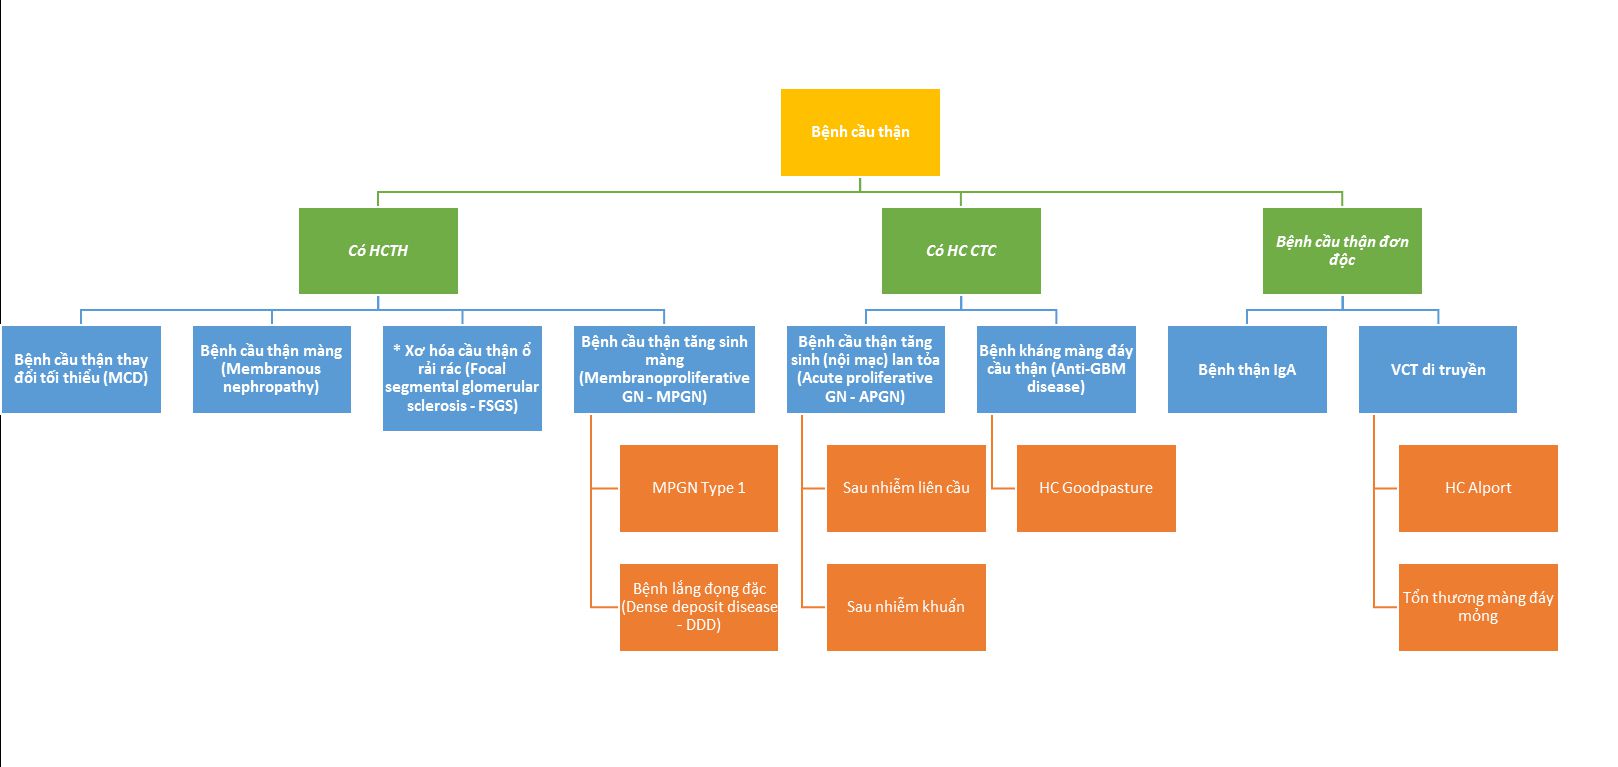 Bệnh cầu thận
Có HCTH
Có HC CTC
Bệnh cầu thận đơn
độc
Bệnh cầu thận thay
đổi tối thiểu (MCD)
Bệnh cầu thận màng
(Membranous
nephropathy)
* Xơ hóa cầu thận ổ
rải rác (Focal
segmental glomerular
sclerosis - FSGS)
Bệnh cầu thận tăng sinh
màng
(Membranoproliferative
GN - MPGN)
Bệnh cầu thận tăng
sinh (nội mạc) lan tỏa
(Acute proliferative
GN - APGN)
Bệnh kháng màng đáy
cầu thận (Anti-GBM
disease)
Bệnh thận IgA
VCT di truyền
MPGN Type 1
Bệnh lắng đọng đặc
(Dense deposit disease
- DDD)
Sau nhiễm liên cầu
Sau nhiễm khuẩn
HC Goodpasture
HC Alport
Tổn thương màng đáy
mỏng